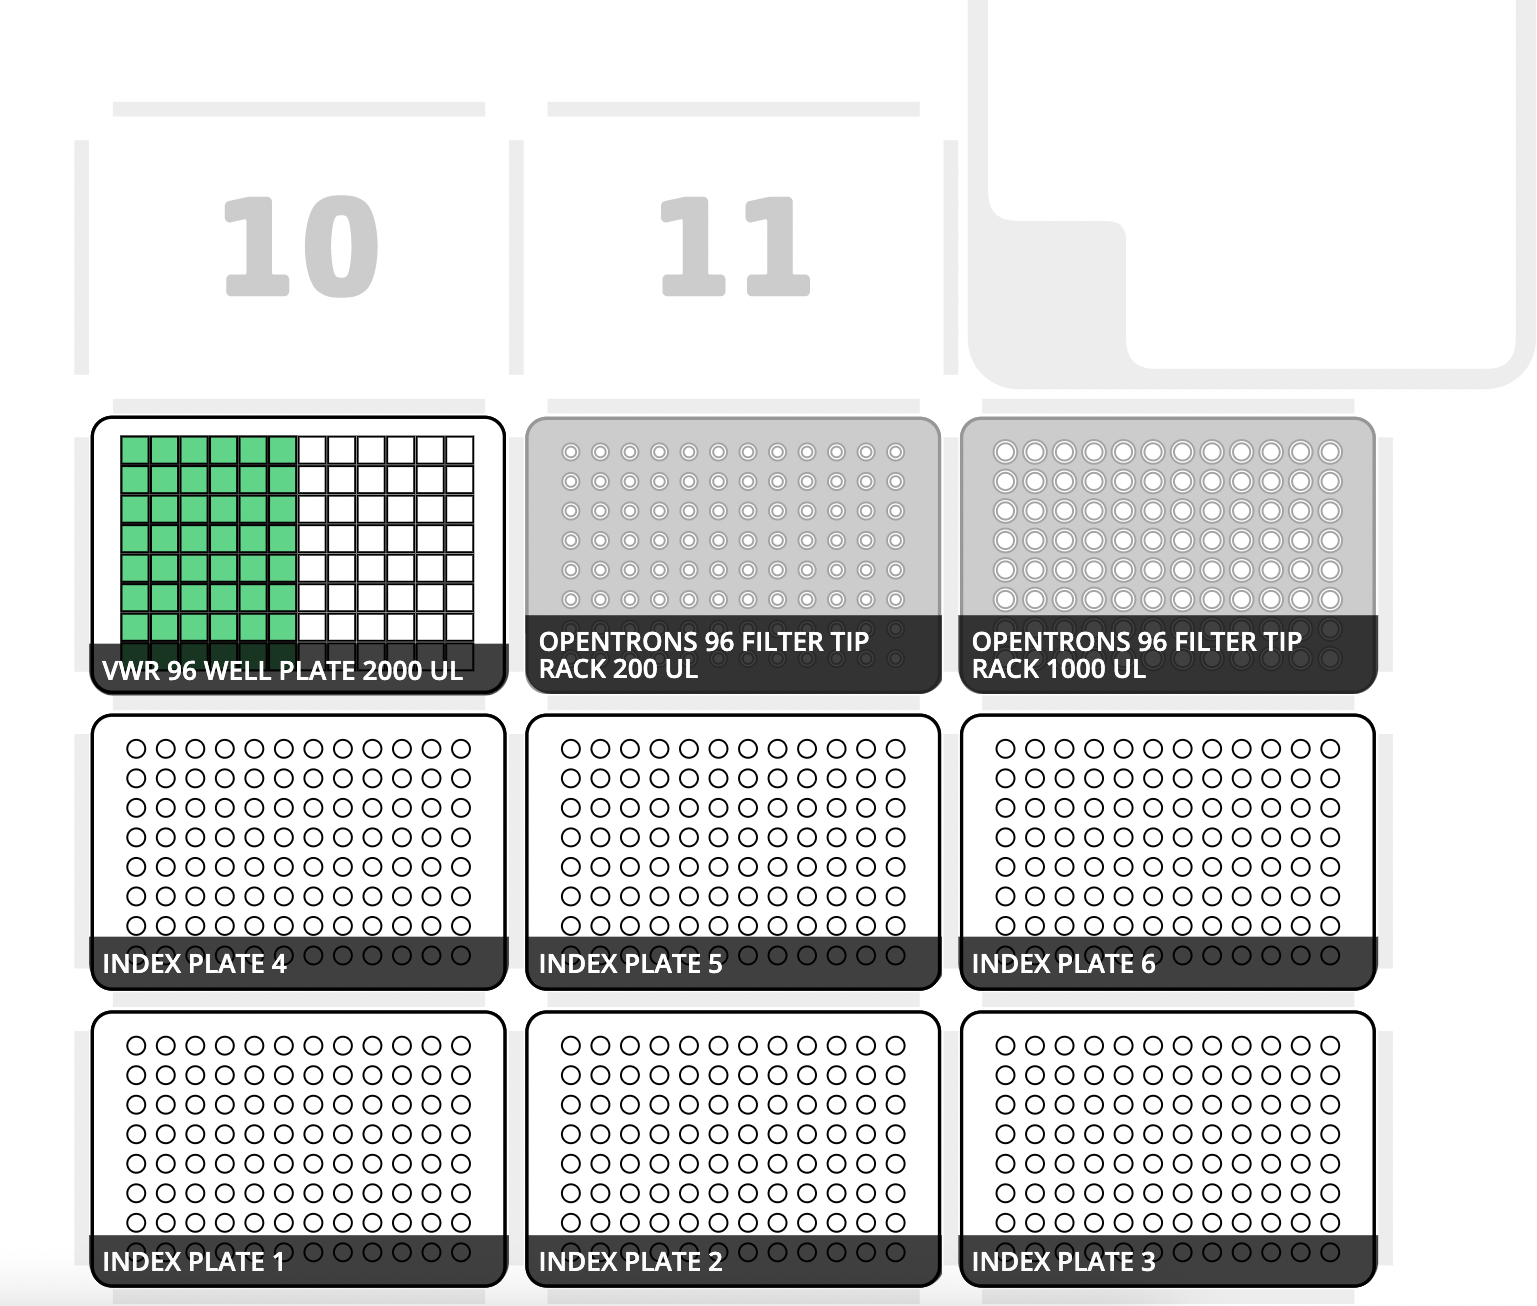 10
11
VWR 96 WELL PLATE 2000 UL
OPENTRONS 96 FILTER TIP
RACK 200 UL
OPENTRONS 96 FILTER TIP
RACK 1000 UL
INDEX PLATE 4
INDEX PLATE 5
INDEX PLATE 6
INDEX PLATE 1
INDEX PLATE 2
INDEX PLATE 3